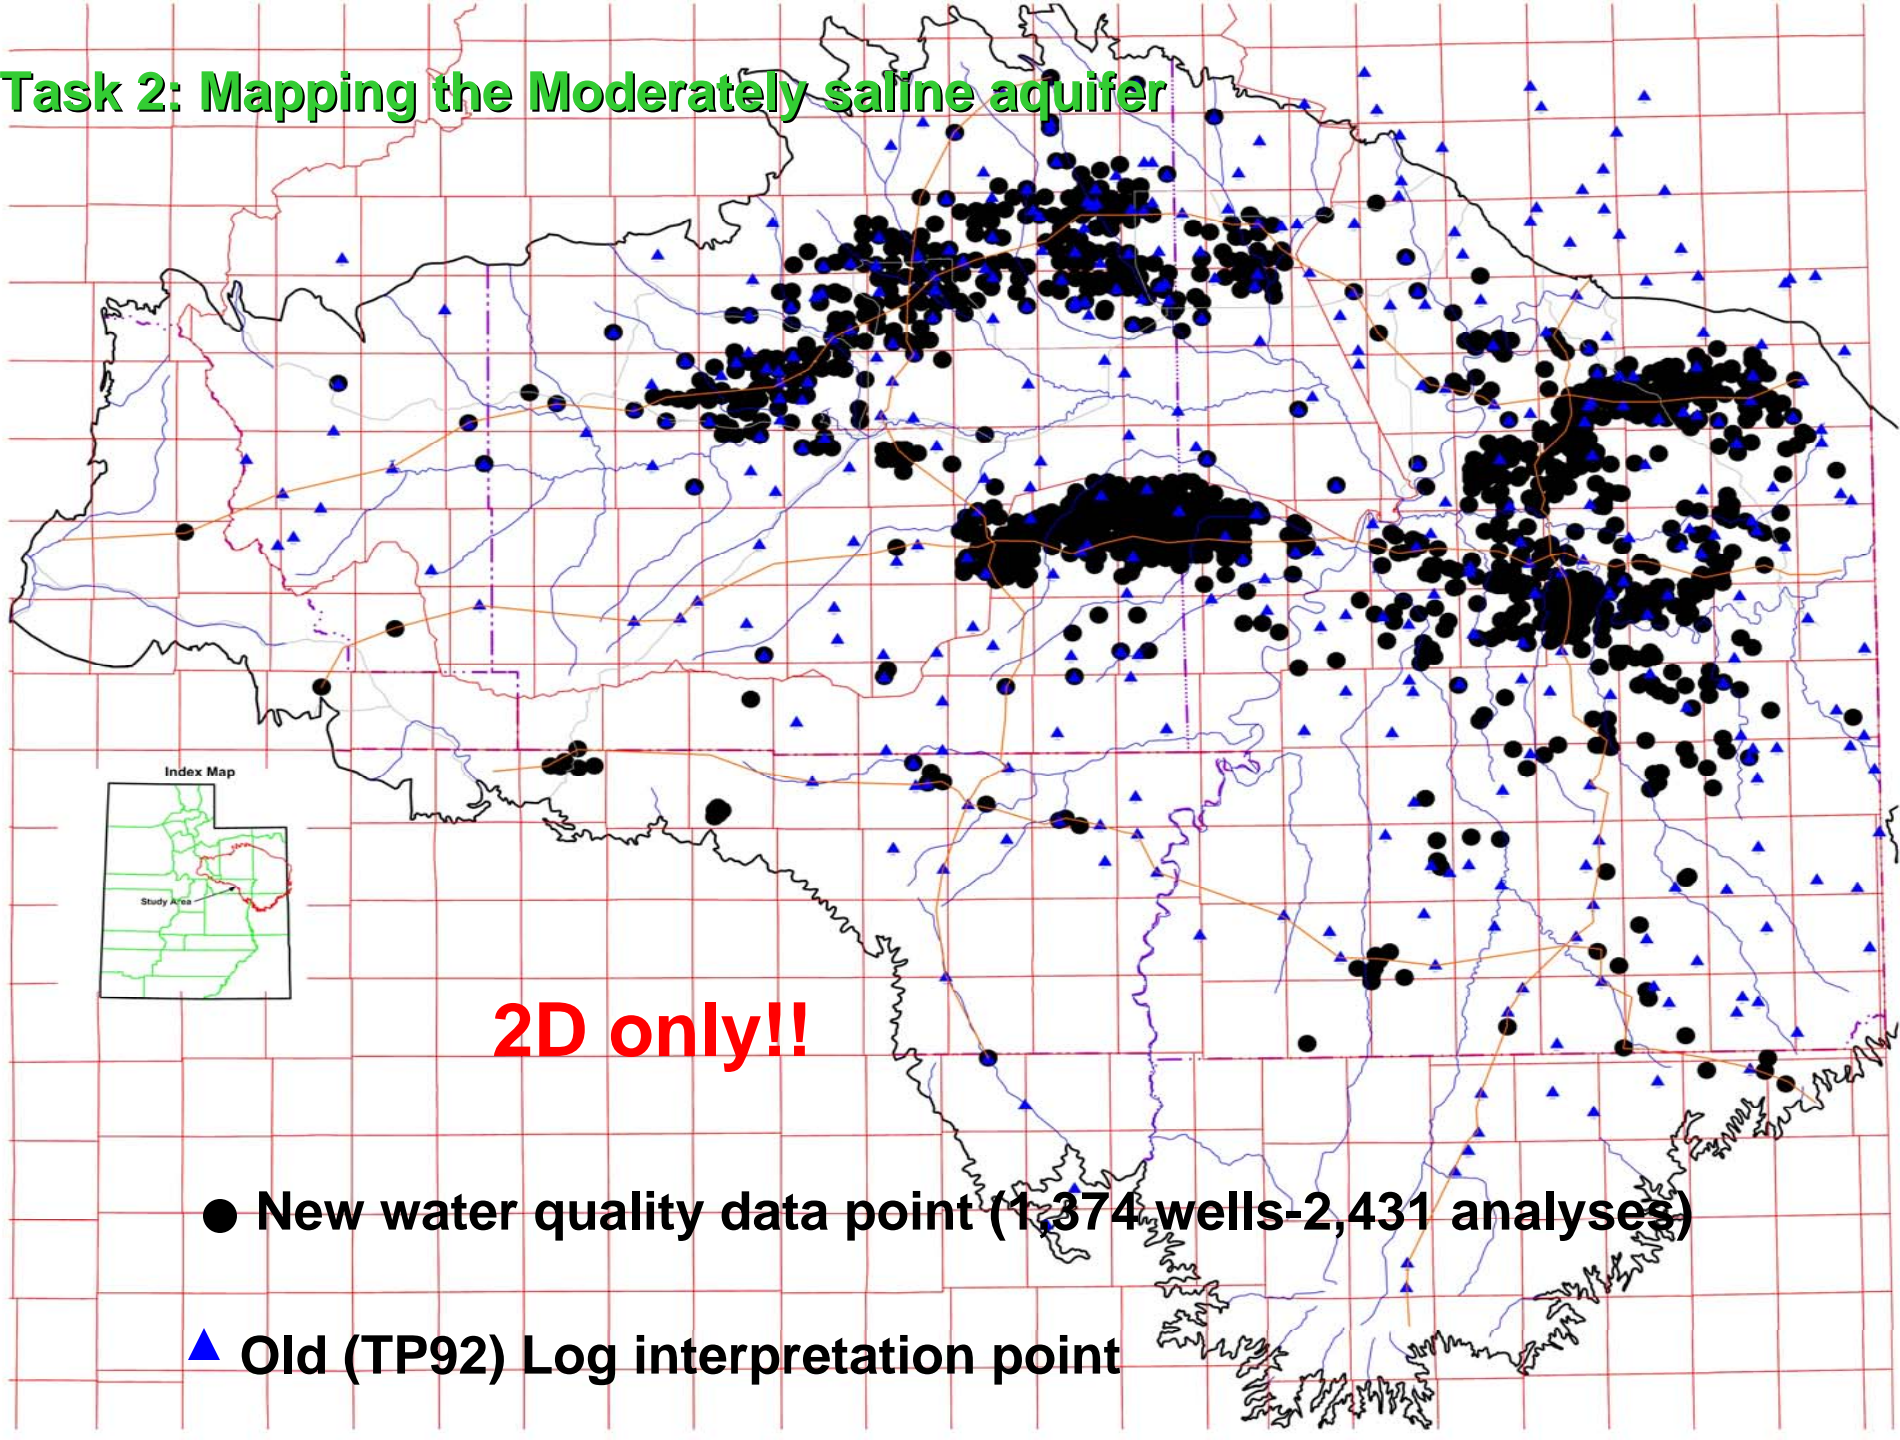 Task 2: Mapping the Moderately saline aquifer
Index Map
Study Area
2D only!!
New water quality data point (1,374 wells-2,431 analyses)
Old (TP92) Log interpretation point